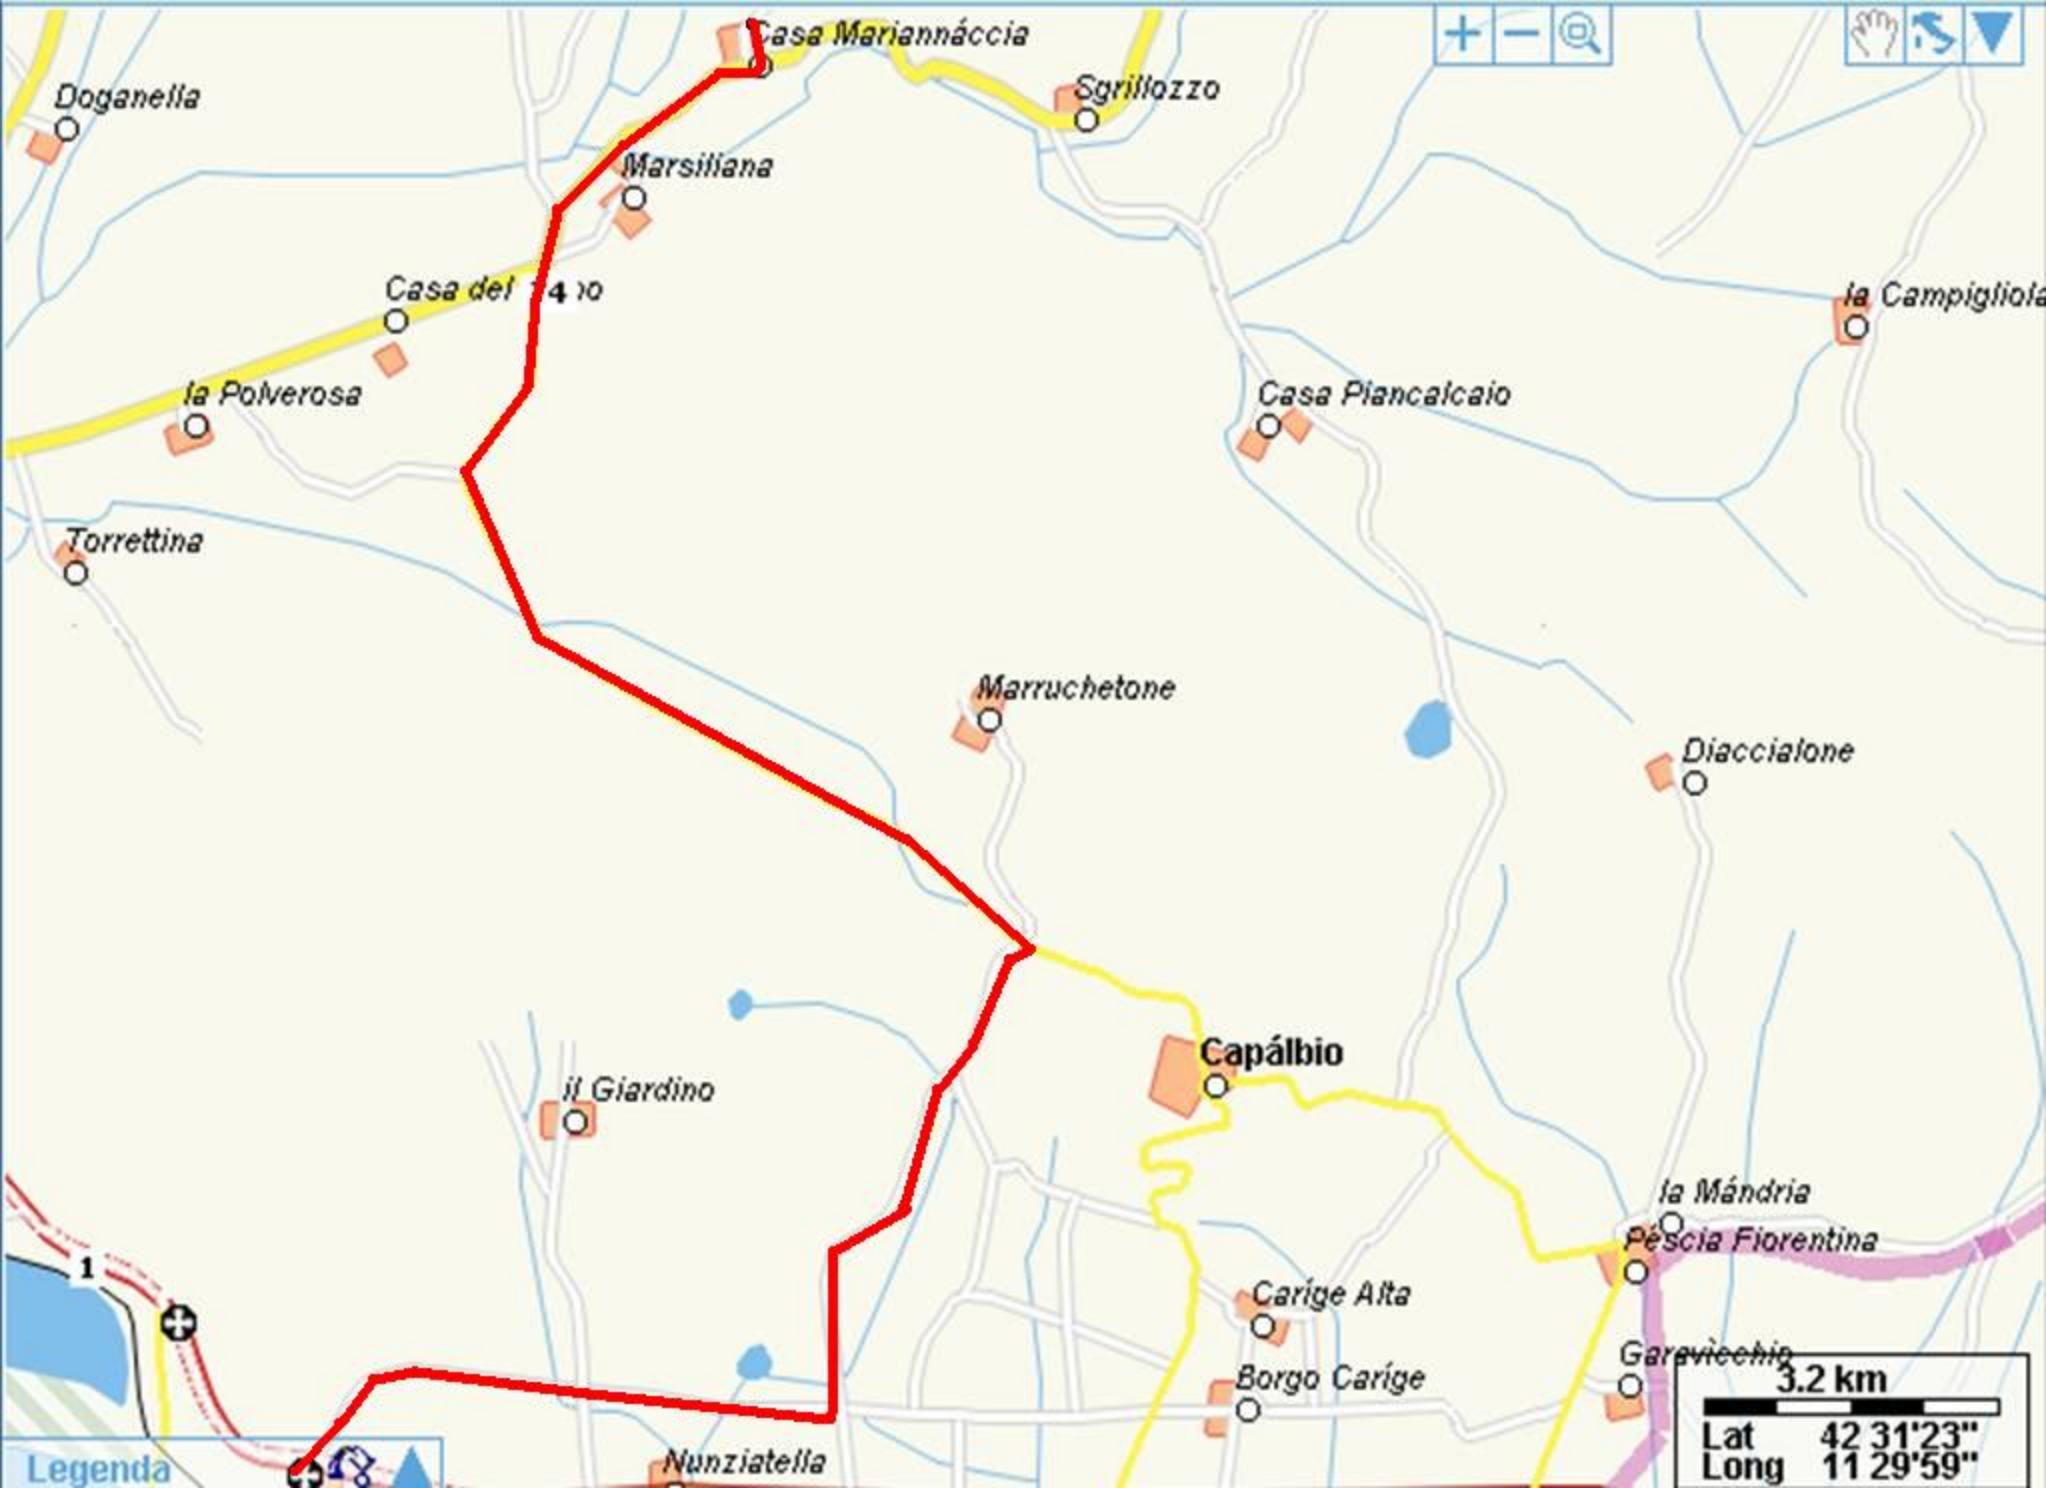 Casa Mariannáccia
Sgrillozzo
Doganella
Marsiliana
Casa del
4
la Campigliola
la Polverosa
Casa Piancalcaio
Torrettina
Marruchetone
Diaccialone
Capálbio
il Giardino
la Mándria
Péscia Fiorentina
1
Caríge Alta
Garavìcchio
Borgo Caríge
3.2 km
Lat 42 31'23"
Long 11 29'59"
Nunziatella
Legenda